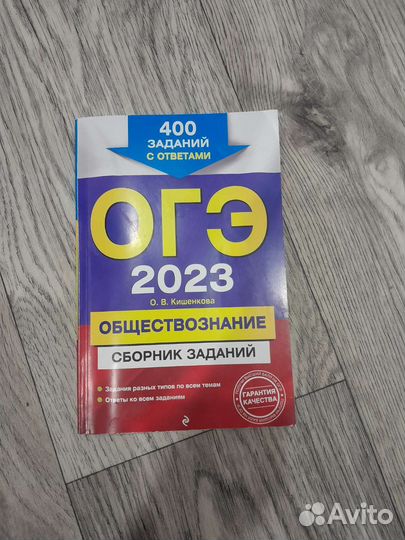 400
ЗАДАНИЙ
С ОТВЕТАМИ
ОГЭ
2023
О. В. Кишенкова
ОБЩЕСТВОЗНАНИЕ
СБОРНИК ЗАДАНИЙ
• Задания разных типов по всем темам
• Ответы ко всем заданиям
ГАРАНТИЯ
КАЧЕСТВА
Avito